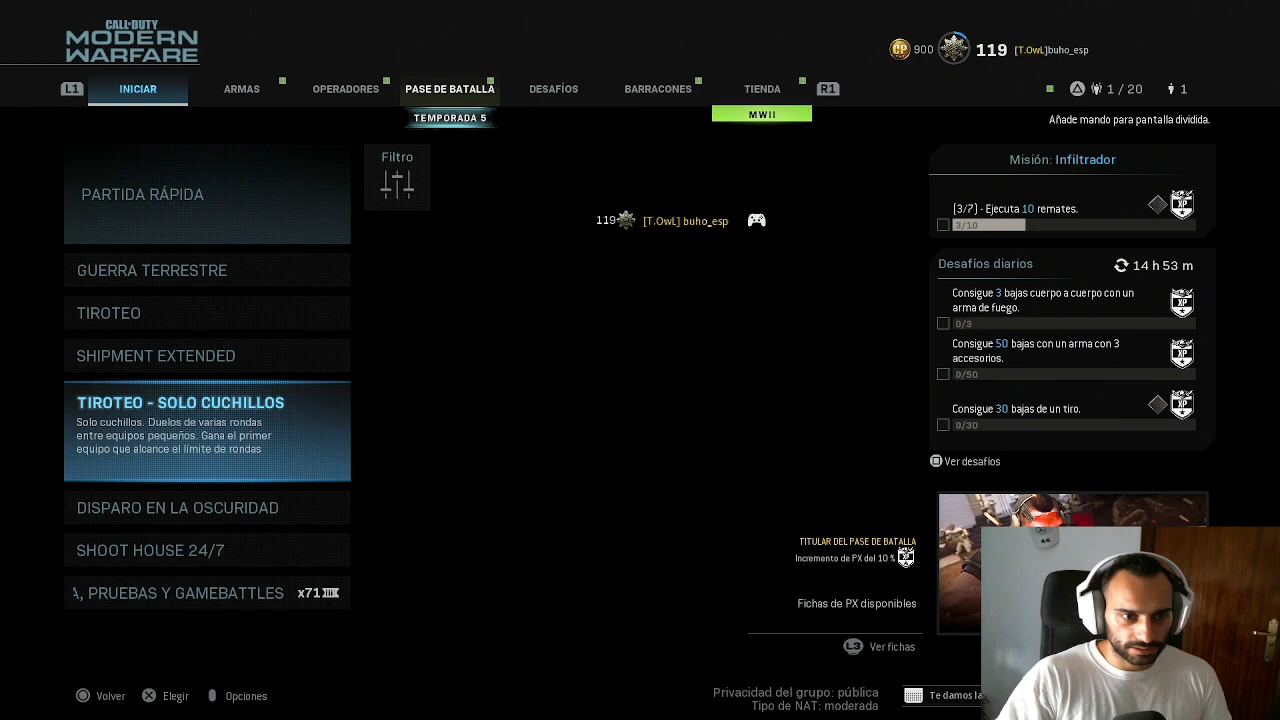 CALL OF DUTY
MODERN
WARFARE
CP 900 119 [T.OwL]buho_esp
L1 INICIAR ARMAS OPERADORES PASE DE BATALLA DESAFÍOS BARRACONES TIENDA R1
1 / 20 1
TEMPORADA 5
MWII
Añade mando para pantalla dividida.
PARTIDA RÁPIDA
GUERRA TERRESTRE
TIROTEO
SHIPMENT EXTENDED
TIROTEO - SOLO CUCHILLOS
Solo cuchillos. Duelos de varias rondas
entre equipos pequeños. Gana el primer
equipo que alcance el límite de rondas
DISPARO EN LA OSCURIDAD
SHOOT HOUSE 24/7
A, PRUEBAS Y GAMEBATTLES x71
Filtro
119 [T.OwL] buho_esp
Misión: Infiltrador
[3/7] - Ejecuta 10 remates.
3/10
XP
Desafíos diarios 14 h 53 m
Consigue 3 bajas cuerpo a cuerpo con un
arma de fuego.
0/3
XP
Consigue 50 bajas con un arma con 3
accesorios.
0/50
XP
Consigue 30 bajas de un tiro.
0/30
XP
Ver desafíos
TITULAR DEL PASE DE BATALLA
Incremento de PX del 10 %
XP
Fichas de PX disponibles
L3 Ver fichas
Volver Elegir Opciones
Privacidad del grupo: pública
Tipo de NAT: moderada
Te damos la